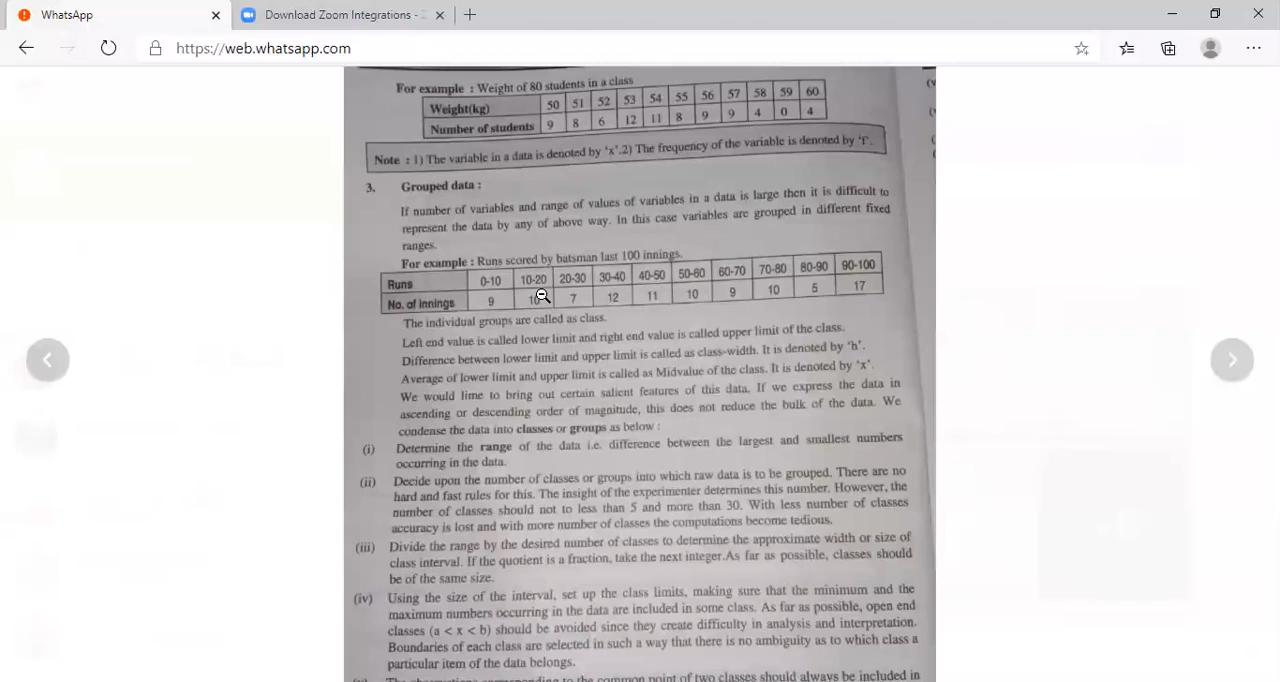 WhatsApp
Download Zoom Integrations -
https://web.whatsapp.com
For example : Weight of 80 students in a class
Weight(kg) 50 51 52 53 54 55 56 57 58 59 60
Number of students 9 8 6 12 11 8 9 9 4 0 4
Note : 1) The variable in a data is denoted by 'x'.2) The frequency of the variable is denoted by 'f'.
3. Grouped data :
If number of variables and range of values of variables in a data is large then it is difficult to
represent the data by any of above way. In this case variables are grouped in different fixed
ranges.
For example : Runs scored by batsman last 100 innings.
Runs 0-10 10-20 20-30 30-40 40-50 50-60 60-70 70-80 80-90 90-100
No. of innings 9 10 7 12 11 10 9 10 5 17
The individual groups are called as class.
Left end value is called lower limit and right end value is called upper limit of the class.
Difference between lower limit and upper limit is called as class-width. It is denoted by 'h'.
Average of lower limit and upper limit is called as Midvalue of the class. It is denoted by 'x'.
We would lime to bring out certain salient features of this data. If we express the data in
ascending or descending order of magnitude, this does not reduce the bulk of the data. We
condense the data into classes or groups as below :
(i) Determine the range of the data i.e. difference between the largest and smallest numbers
occurring in the data.
(ii) Decide upon the number of classes or groups into which raw data is to be grouped. There are no
hard and fast rules for this. The insight of the experimenter determines this number. However, the
number of classes should not to less than 5 and more than 30. With less number of classes
accuracy is lost and with more number of classes the computations become tedious.
(iii) Divide the range by the desired number of classes to determine the approximate width or size of
class interval. If the quotient is a fraction, take the next integer.As far as possible, classes should
be of the same size.
(iv) Using the size of the interval, set up the class limits, making sure that the minimum and the
maximum numbers occurring in the data are included in some class. As far as possible, open end
classes (a < x < b) should be avoided since they create difficulty in analysis and interpretation.
Boundaries of each class are selected in such a way that there is no ambiguity as to which class a
particular item of the data belongs.
The observations corresponding to the common point of two classes should always be included in